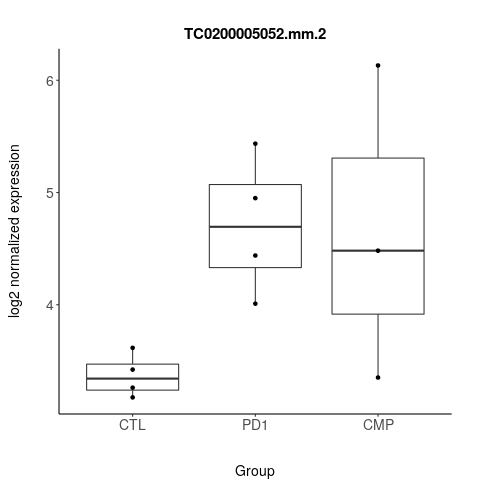 TC0200005052.mm.2
log2 normalized expression
6
5
4
CTL
PD1
CMP
Group